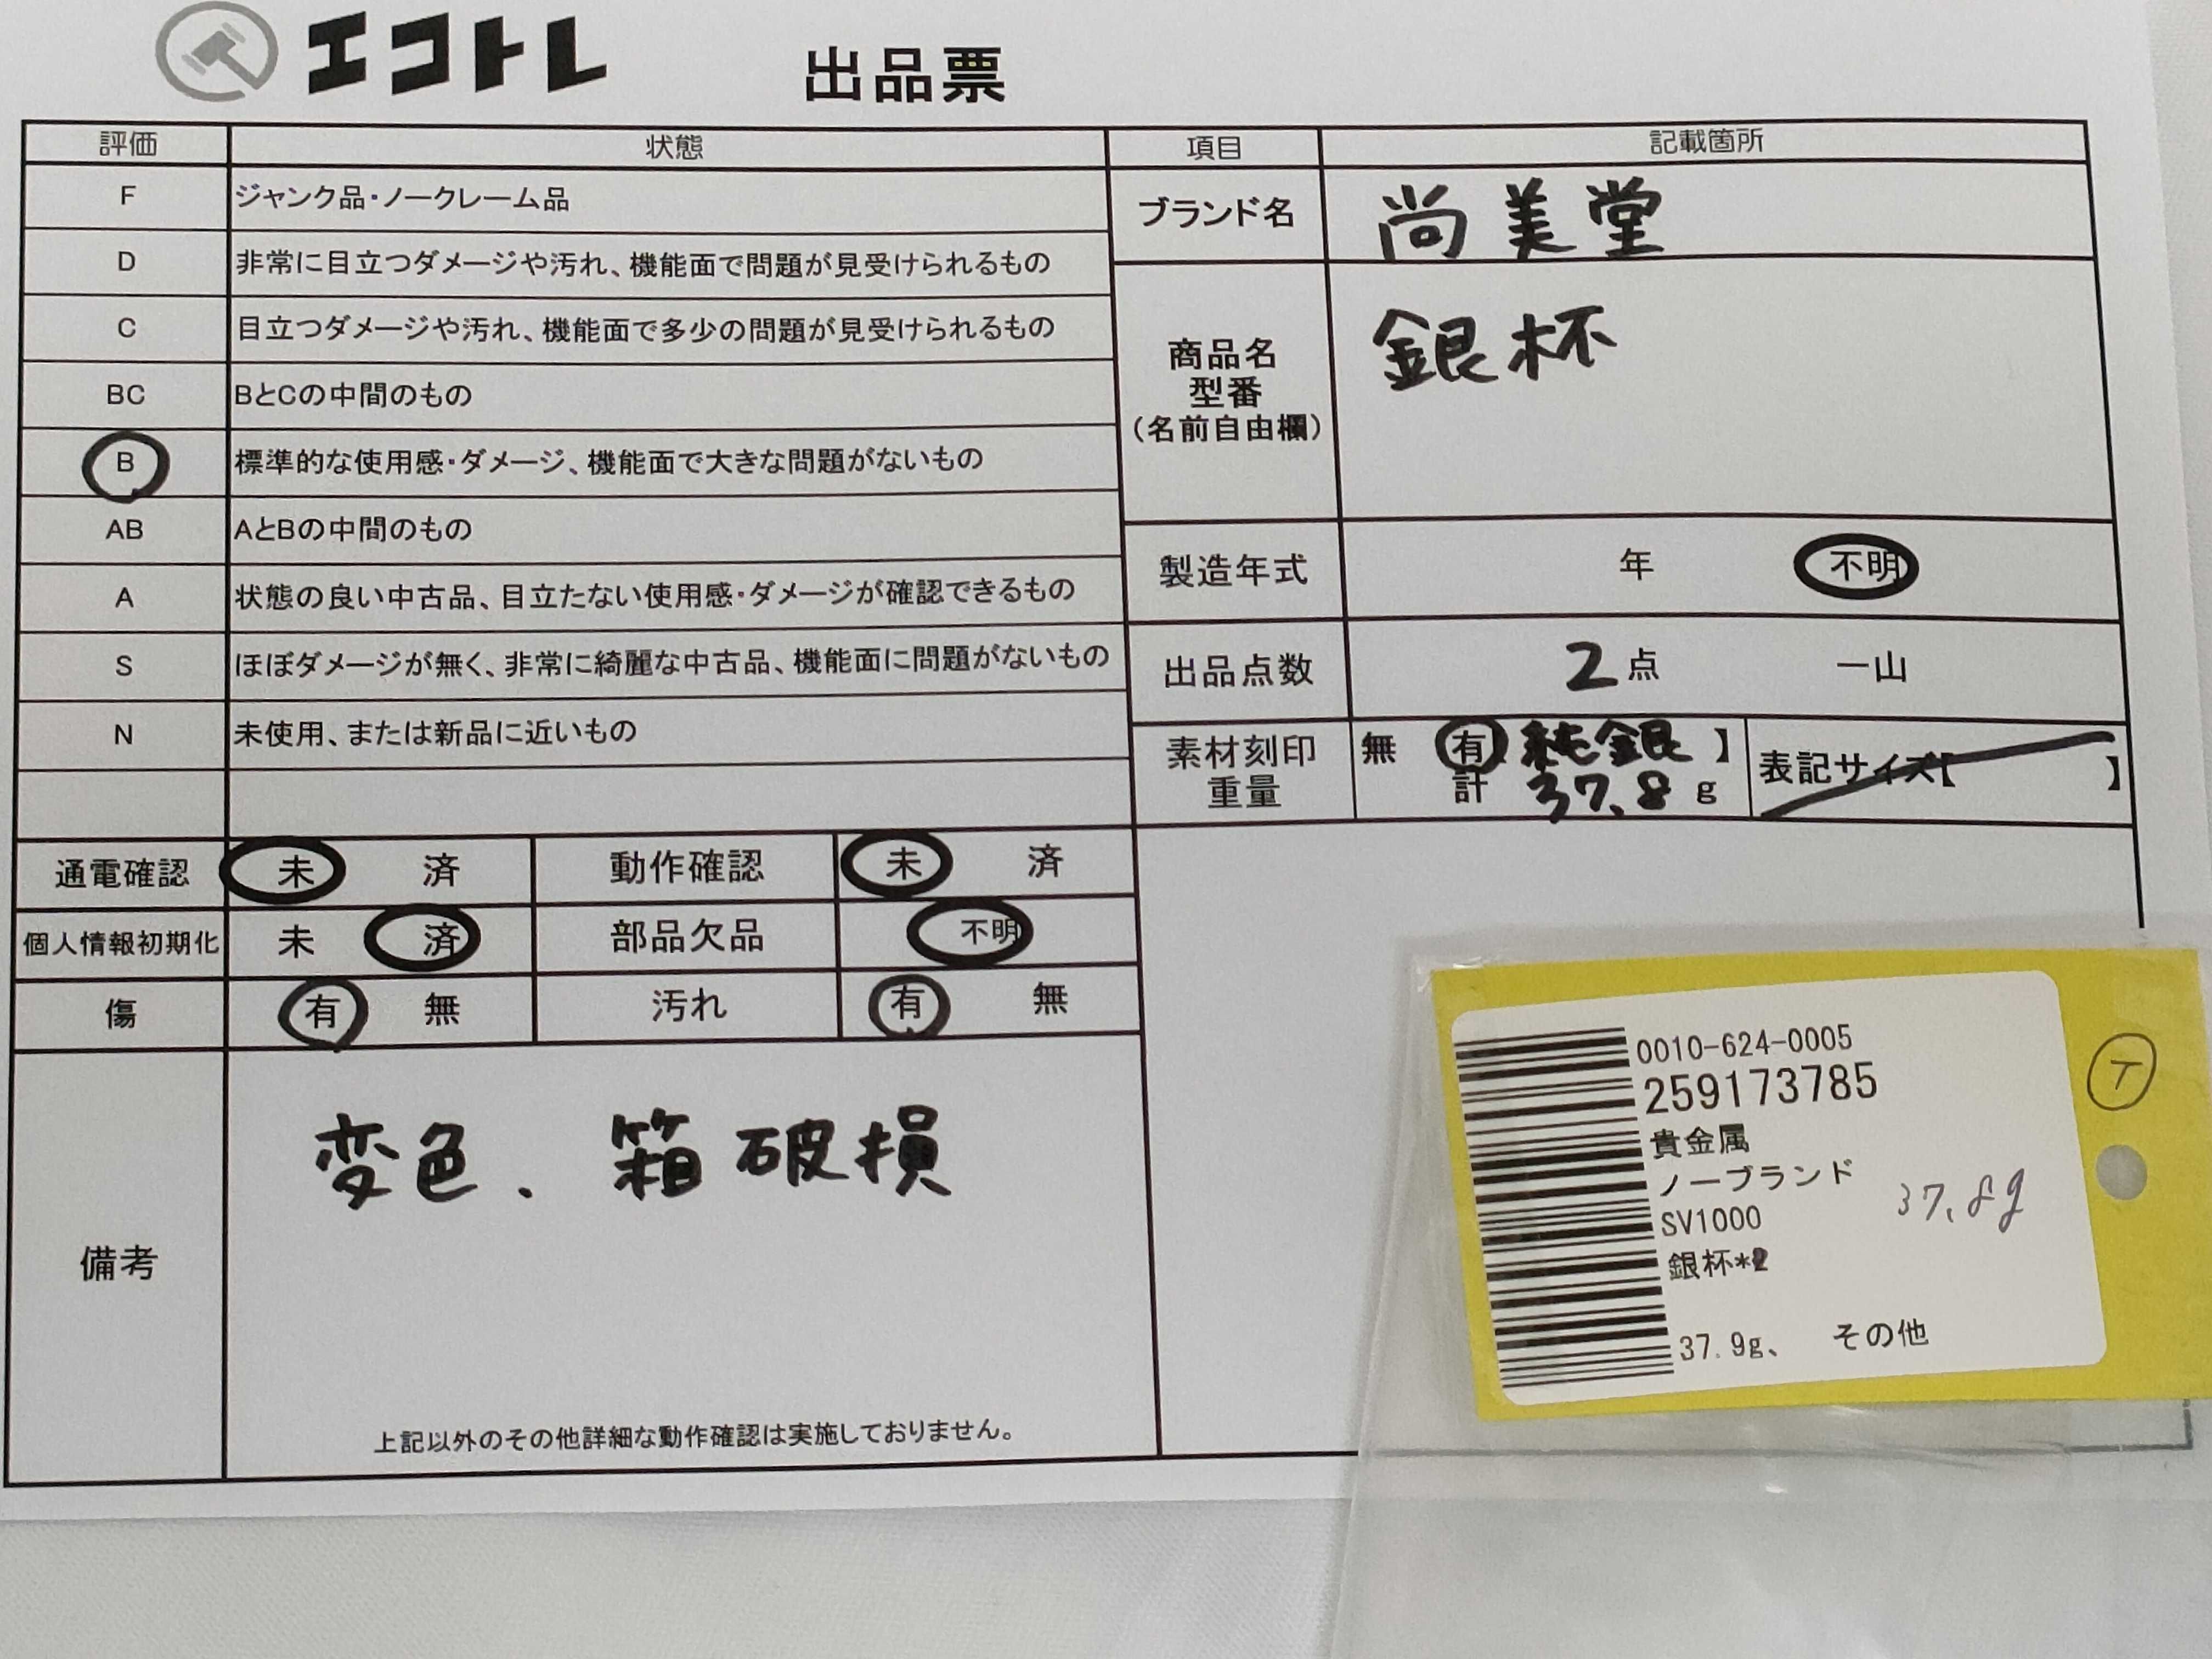 エコトレ 出品票
評価 状態
F ジャンク品・ノークレーム品
D 非常に目立つダメージや汚れ、機能面で問題が見受けられるもの
C 目立つダメージや汚れ、機能面で多少の問題が見受けられるもの
BC BとCの中間のもの
B 標準的な使用感・ダメージ、機能面で大きな問題がないもの
AB AとBの中間のもの
A 状態の良い中古品、目立たない使用感・ダメージが確認できるもの
S ほぼダメージが無く、非常に綺麗な中古品、機能面に問題がないもの
N 未使用、または新品に近いもの
通電確認 未 済 動作確認 未 済
個人情報初期化 未 済 部品欠品 不明
傷 有 無 汚れ 有 無
備考
変色、箱破損
上記以外のその他詳細な動作確認は実施しておりません。
項目 記載箇所
ブランド名 尚美堂
商品名
型番
(名前自由欄)
銀杯
製造年式 年 不明
出品点数 2点 一山
素材刻印
重量
無 有 純銀】
計 37.8 g
表記サイズ【 】
0010-624-0005
259173785
貴金属
ノーブランド
SV1000
銀杯*2
37.9g、 その他
37.8g
T